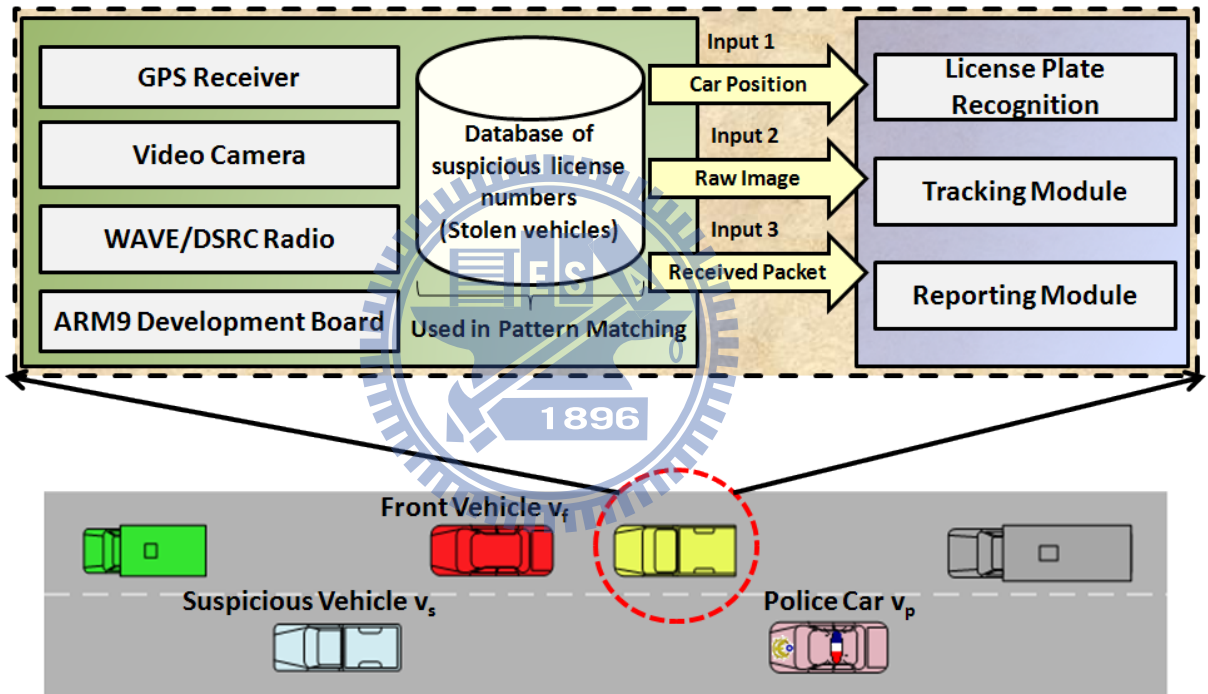 GPS Receiver
Video Camera
WAVE/DSRC Radio
ARM9 Development Board
Database of
suspicious license
numbers
(Stolen vehicles)
Used in Pattern Matching
Input 1
Car Position
Input 2
Raw Image
Input 3
Received Packet
License Plate
Recognition
Tracking Module
Reporting Module
ES A
1896
Front Vehicle vf
Suspicious Vehicle vs
Police Car vp